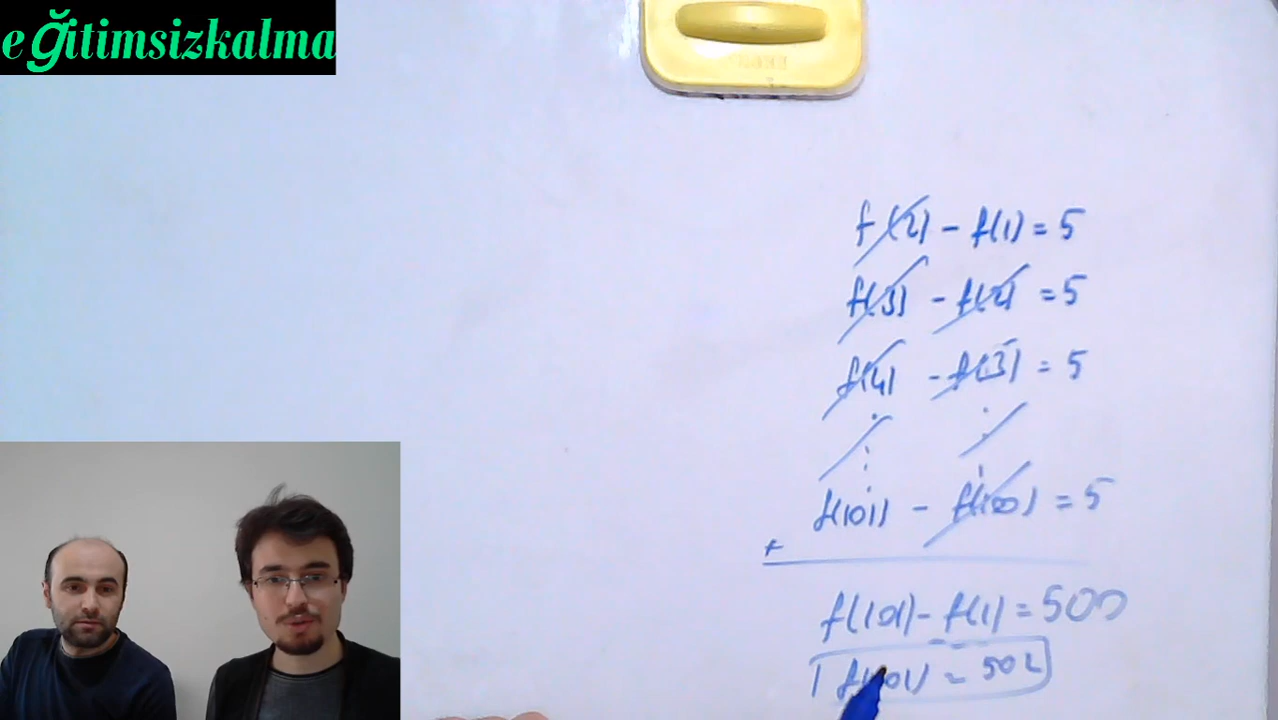 eğitimsizkalma
f(2) - f(1) = 5
f(3) - f(2) = 5
f(4) - f(3) = 5
f(101) - f(100) = 5
+
f(101) - f(1) = 500
f(101) = 502